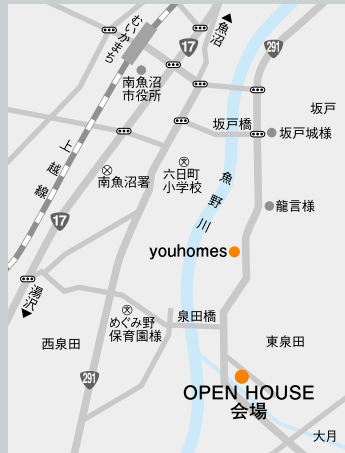 むいかまち
17
魚沼
291
南魚沼
市役所
坂戸
坂戸橋
坂戸城様
上越線
南魚沼署
六日町
小学校
魚野川
龍言様
17
youhomes
湯沢
めぐみ野
保育園様
泉田橋
西泉田
東泉田
291
OPEN HOUSE
会場
大月